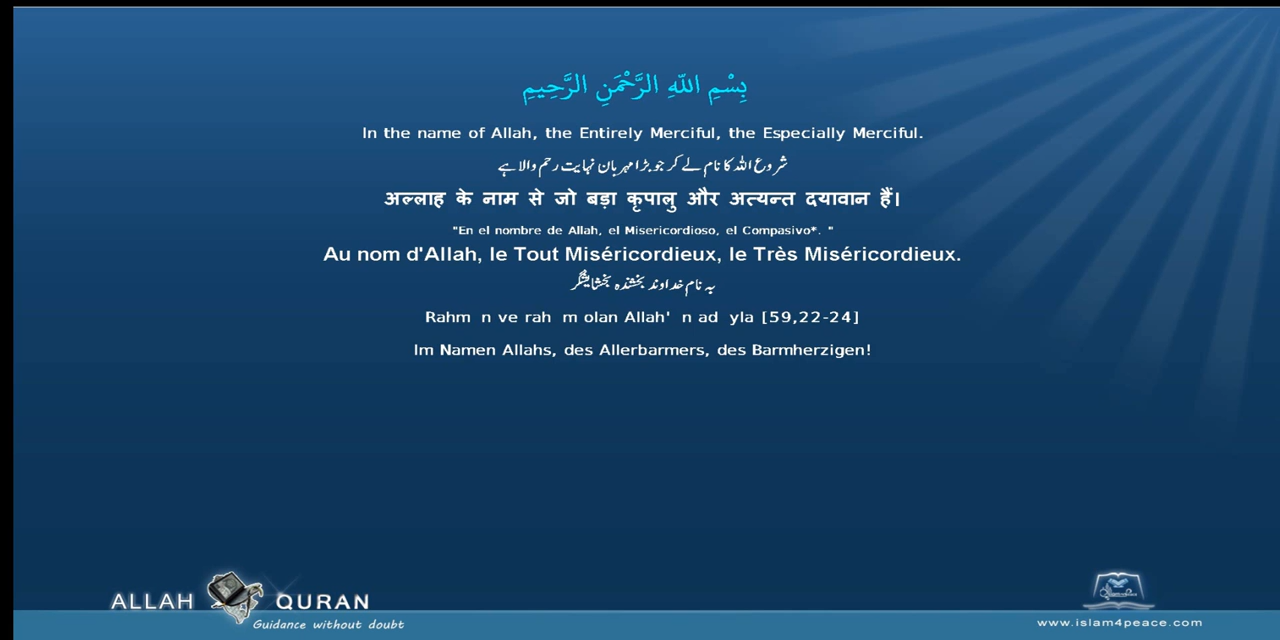 بِسْمِ اللّٰهِ الرَّحْمَنِ الرَّحِيمِ
In the name of Allah, the Entirely Merciful, the Especially Merciful.
شروع اللہ کا نام لے کر جو بڑا مہربان نہایت رحم والا ہے
अल्लाह के नाम से जो बड़ा कृपालु और अत्यन्त दयावान हैं।
"En el nombre de Allah, el Misericordioso, el Compasivo*. "
Au nom d'Allah, le Tout Miséricordieux, le Très Miséricordieux.
به نام خداوند بخشنده بخشایشگر
Rahm n ve rah m olan Allah' n ad yla [59,22-24]
Im Namen Allahs, des Allerbarmers, des Barmherzigen!
ALLAH QURAN
Guidance without doubt
www.islam4peace.com